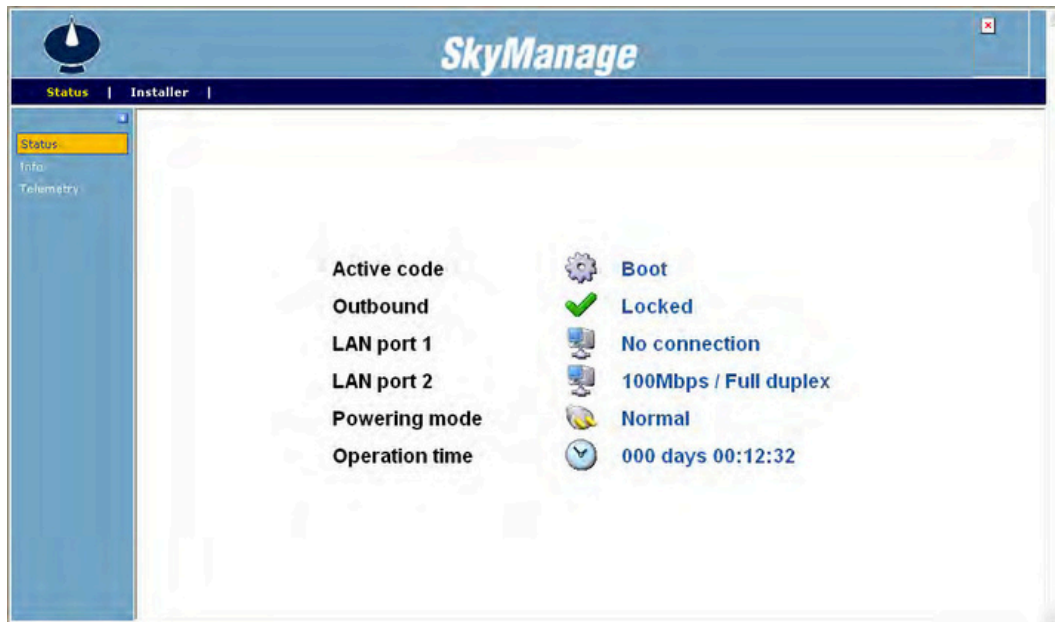 SkyManage
Status | Installer |
Status
Info
Telemetry
Active code Boot
Outbound Locked
LAN port 1 No connection
LAN port 2 100Mbps / Full duplex
Powering mode Normal
Operation time 000 days 00:12:32